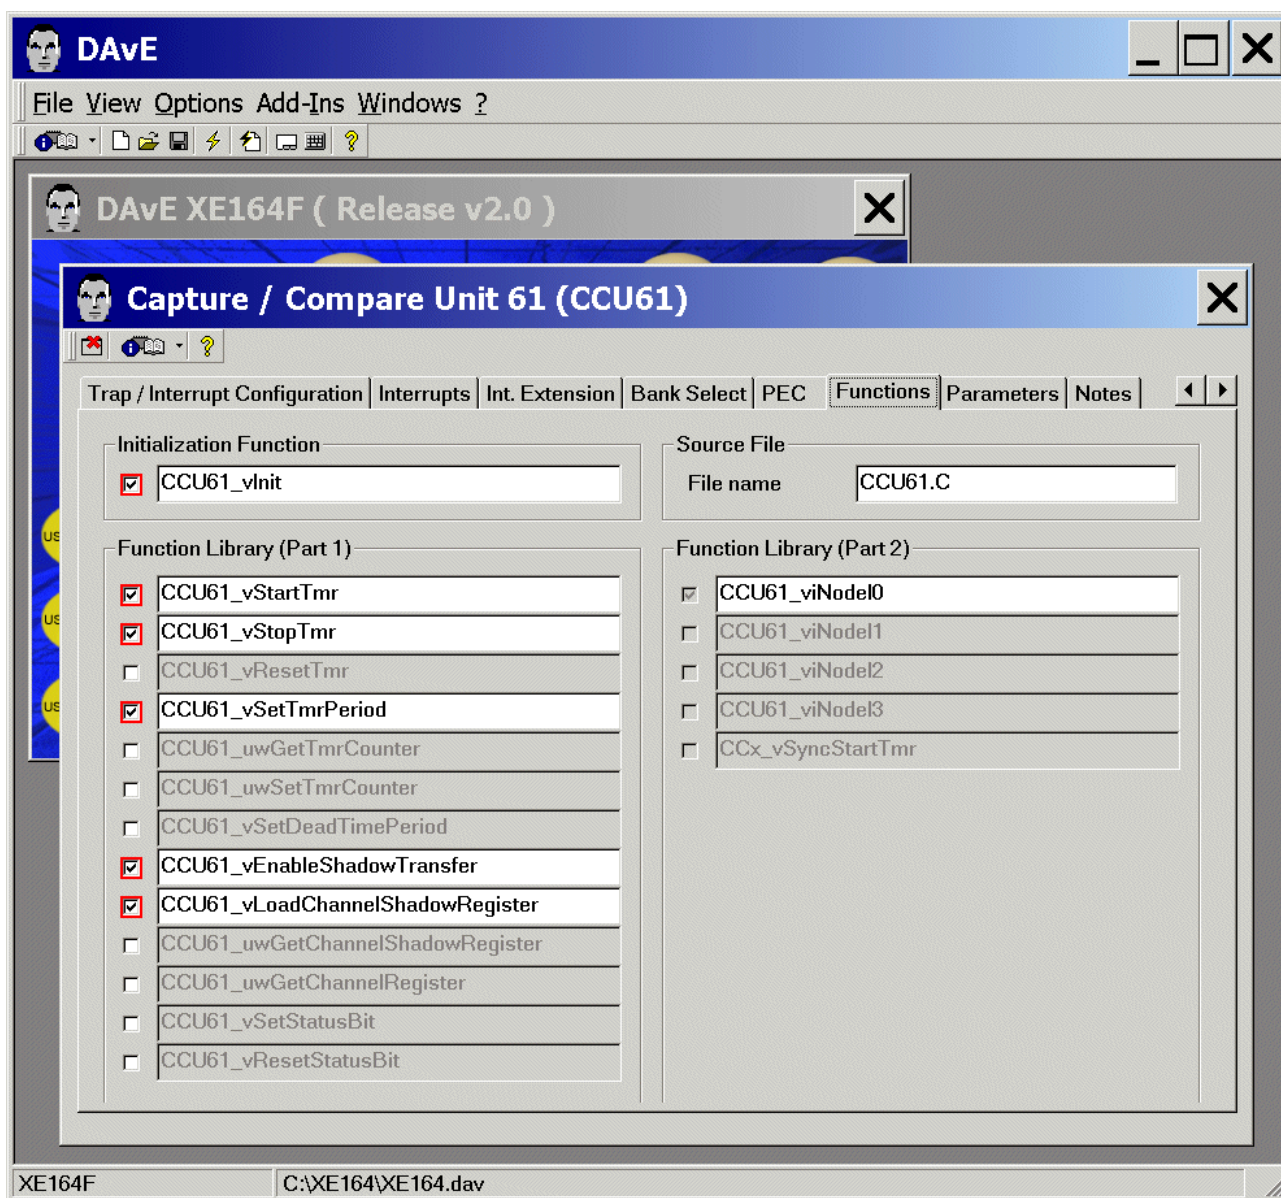 DAvE
File View Options Add-Ins Windows ?
DAvE XE164F ( Release v2.0 )
Capture / Compare Unit 61 (CCU61)
Trap / Interrupt Configuration Interrupts Int. Extension Bank Select PEC Functions Parameters Notes
Initialization Function
CCU61_vInit
Source File
File name CCU61.C
Function Library (Part 1)
CCU61_vStartTmr
CCU61_vStopTmr
CCU61_vResetTmr
CCU61_vSetTmrPeriod
CCU61_uwGetTmrCounter
CCU61_uwSetTmrCounter
CCU61_vSetDeadTimePeriod
CCU61_vEnableShadowTransfer
CCU61_vLoadChannelShadowRegister
CCU61_uwGetChannelShadowRegister
CCU61_uwGetChannelRegister
CCU61_vSetStatusBit
CCU61_vResetStatusBit
Function Library (Part 2)
CCU61_viNodeI0
CCU61_viNodeI1
CCU61_viNodeI2
CCU61_viNodeI3
CCx_vSyncStartTmr
US
US
US
XE164F C:\XE164\XE164.dav